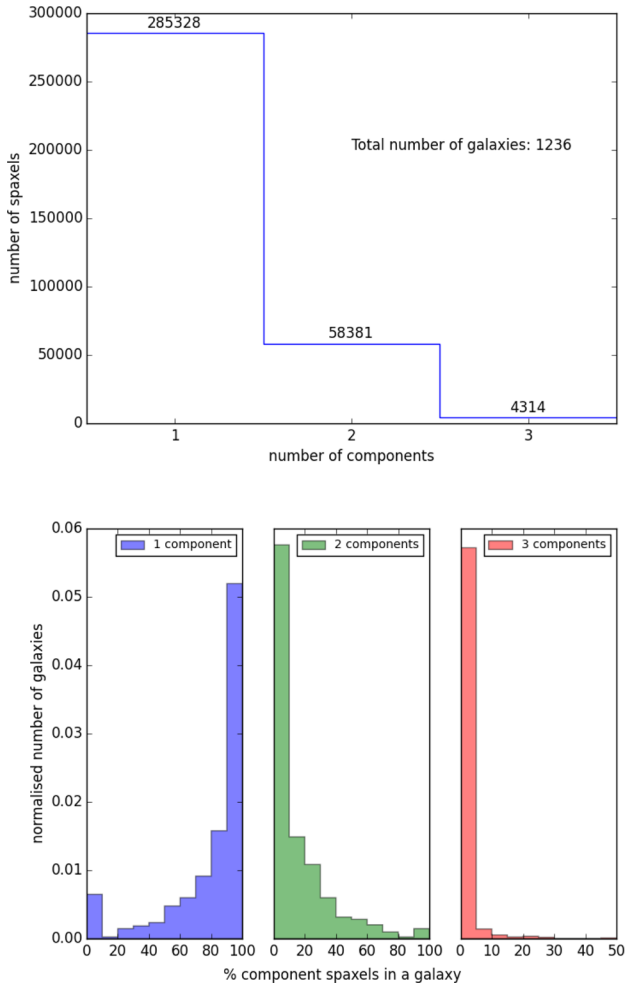 300000
285328
250000
200000
Total number of galaxies: 1236
150000
number of spaxels
100000
58381
50000
4314
0
1 2 3
number of components
0.06
1 component
2 components
3 components
0.05
0.04
normalised number of galaxies
0.03
0.02
0.01
0.00
0 20 40 60 80 100
0 20 40 60 80 100
0 10 20 30 40 50
% component spaxels in a galaxy